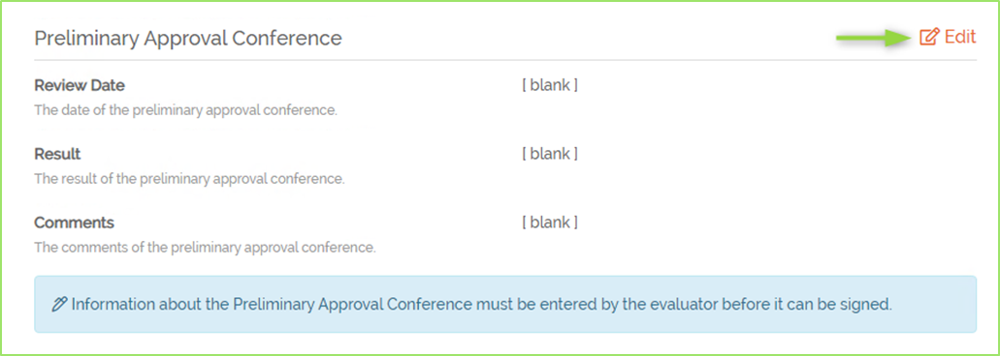 Preliminary Approval Conference
Edit
Review Date
[ blank ]
The date of the preliminary approval conference.
Result
[ blank ]
The result of the preliminary approval conference.
Comments
[ blank ]
The comments of the preliminary approval conference.
Information about the Preliminary Approval Conference must be entered by the evaluator before it can be signed.